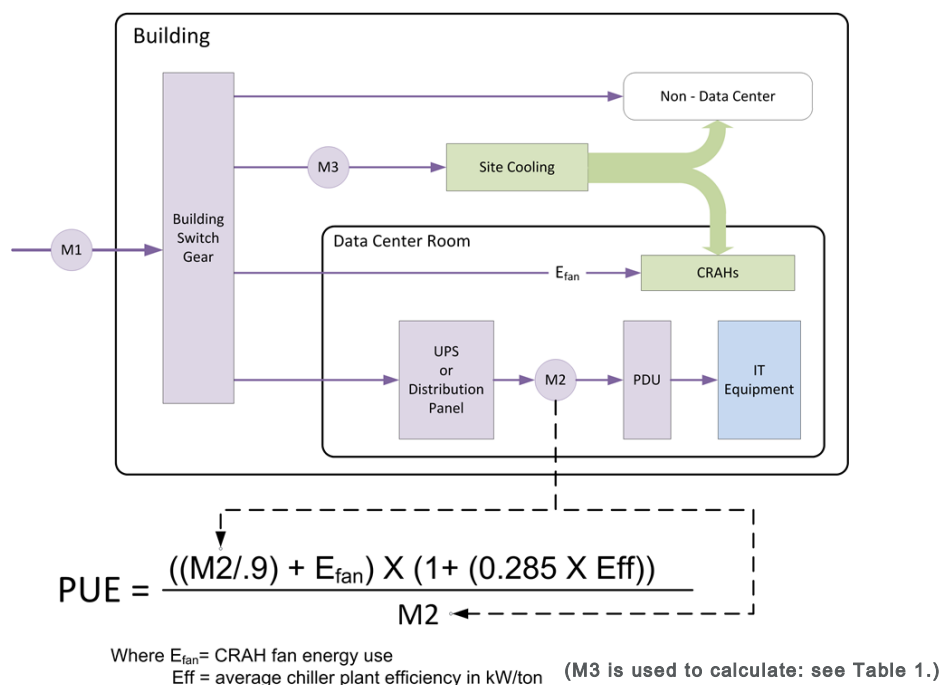 Building
Non - Data Center
M3
Site Cooling
Building
Switch
Gear
M1
Data Center Room
Efan
CRAHs
UPS
or
Distribution
Panel
M2
PDU
IT
Equipment
PUE = ((M2/.9) + Efan) X (1+ (0.285 X Eff))
M2
Where Efan= CRAH fan energy use
Eff = average chiller plant efficiency in kW/ton
(M3 is used to calculate: see Table 1.)